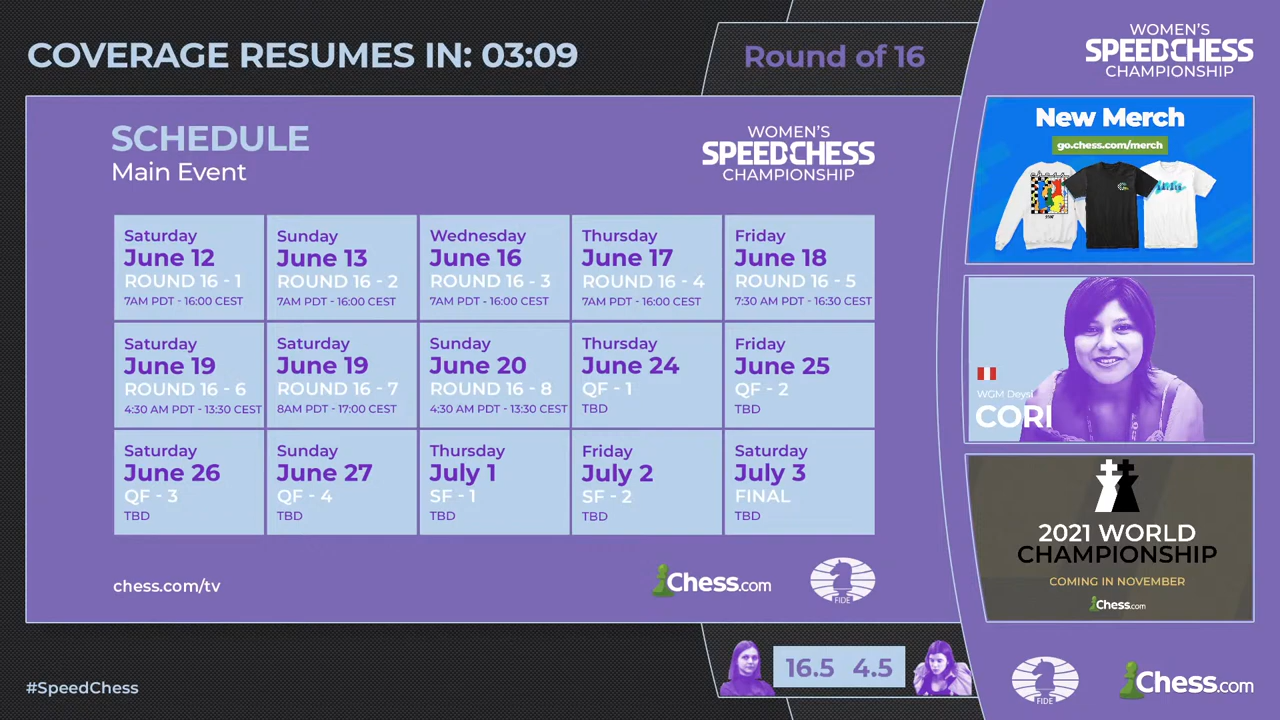 COVERAGE RESUMES IN: 03:09
Round of 16
WOMEN'S
SPEEDCHESS
CHAMPIONSHIP
SCHEDULE
Main Event
WOMEN'S
SPEEDCHESS
CHAMPIONSHIP
Saturday
June 12
ROUND 16 - 1
7AM PDT - 16:00 CEST
Sunday
June 13
ROUND 16 - 2
7AM PDT - 16:00 CEST
Wednesday
June 16
ROUND 16 - 3
7AM PDT - 16:00 CEST
Thursday
June 17
ROUND 16 - 4
7AM PDT - 16:00 CEST
Friday
June 18
ROUND 16 - 5
7:30 AM PDT - 16:30 CEST
Saturday
June 19
ROUND 16 - 6
4:30 AM PDT - 13:30 CEST
Saturday
June 19
ROUND 16 - 7
8AM PDT - 17:00 CEST
Sunday
June 20
ROUND 16 - 8
4:30 AM PDT - 13:30 CEST
Thursday
June 24
QF - 1
TBD
Friday
June 25
QF - 2
TBD
Saturday
June 26
QF - 3
TBD
Sunday
June 27
QF - 4
TBD
Thursday
July 1
SF - 1
TBD
Friday
July 2
SF - 2
TBD
Saturday
July 3
FINAL
TBD
chess.com/tv
Chess.com
FIDE
New Merch
go.chess.com/merch
WGM Deysi
CORI
2021 WORLD
CHAMPIONSHIP
COMING IN NOVEMBER
Chess.com
#SpeedChess
16.5 4.5
FIDE
Chess.com